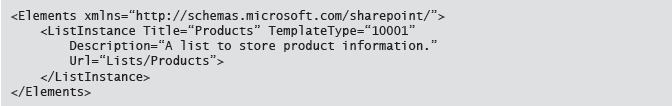 <Elements xmlns=“http://schemas.microsoft.com/sharepoint/”>
<ListInstance Title=“Products” TemplateType=“10001”
Description=“A list to store product information.”
Url=“Lists/Products”>
</ListInstance>
</Elements>